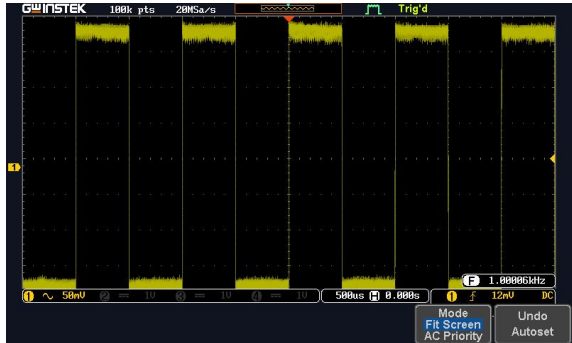 GWINSTEK 100k pts 20MSa/s Trig'd
1
F 1.00006kHz
1 50mV 2 1V 3 1V 4 1V 500us H 0.000s 1 12mV DC
Mode
Fit Screen
AC Priority
Undo
Autoset